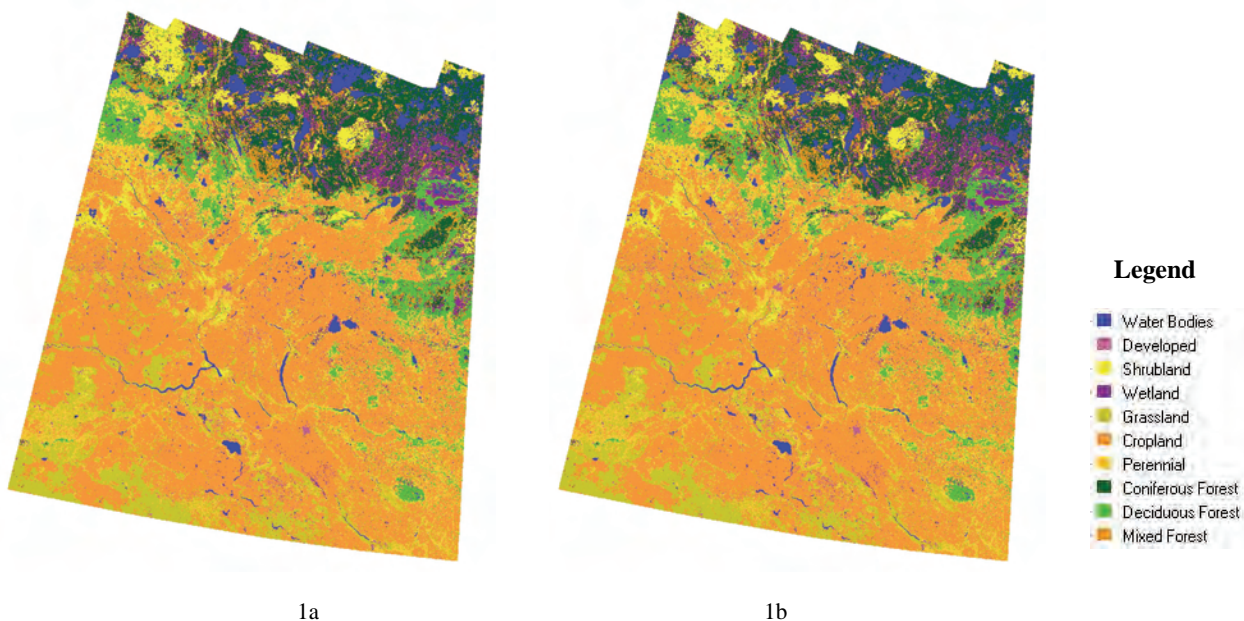 Legend
Water Bodies
Developed
Shrubland
Wetland
Grassland
Cropland
Perennial
Coniferous Forest
Deciduous Forest
Mixed Forest
1a
1b